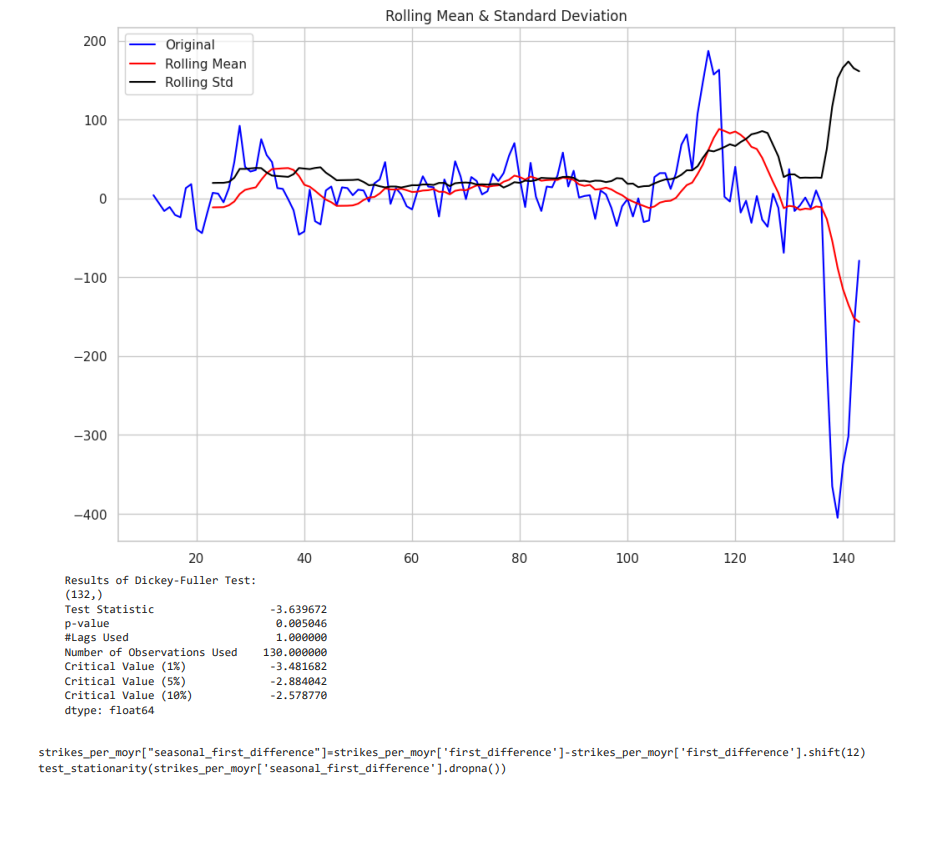 Rolling Mean & Standard Deviation
Original
Rolling Mean
Rolling Std
200
100
0
−100
−200
−300
−400
20 40 60 80 100 120 140
Results of Dickey-Fuller Test:
(132,)
Test Statistic -3.639672
p-value 0.005046
#Lags Used 1.000000
Number of Observations Used 130.000000
Critical Value (1%) -3.481682
Critical Value (5%) -2.884042
Critical Value (10%) -2.578770
dtype: float64
strikes_per_moyr["seasonal_first_difference"]=strikes_per_moyr['first_difference']-strikes_per_moyr['first_difference'].shift(12)
test_stationarity(strikes_per_moyr['seasonal_first_difference'].dropna())